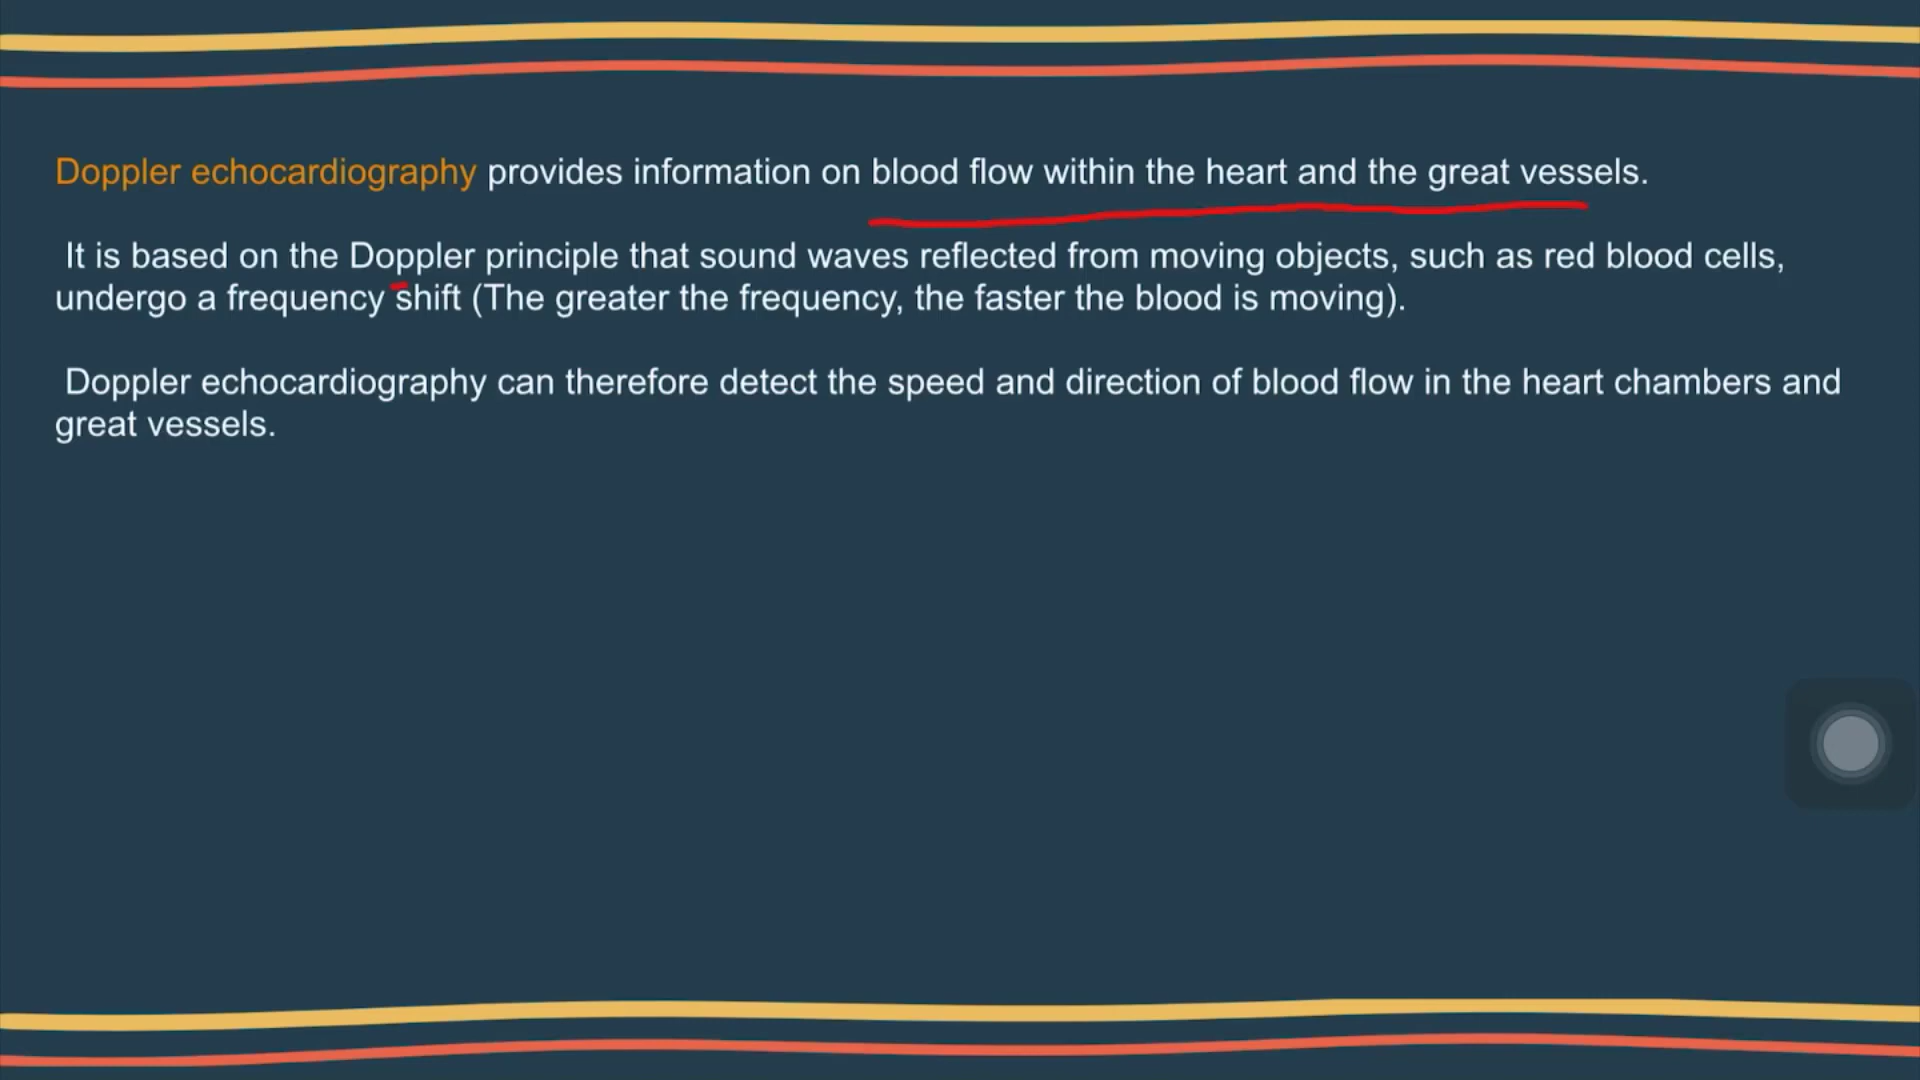 Doppler echocardiography provides information on blood flow within the heart and the great vessels.
It is based on the Doppler principle that sound waves reflected from moving objects, such as red blood cells,
undergo a frequency shift (The greater the frequency, the faster the blood is moving).
Doppler echocardiography can therefore detect the speed and direction of blood flow in the heart chambers and
great vessels.